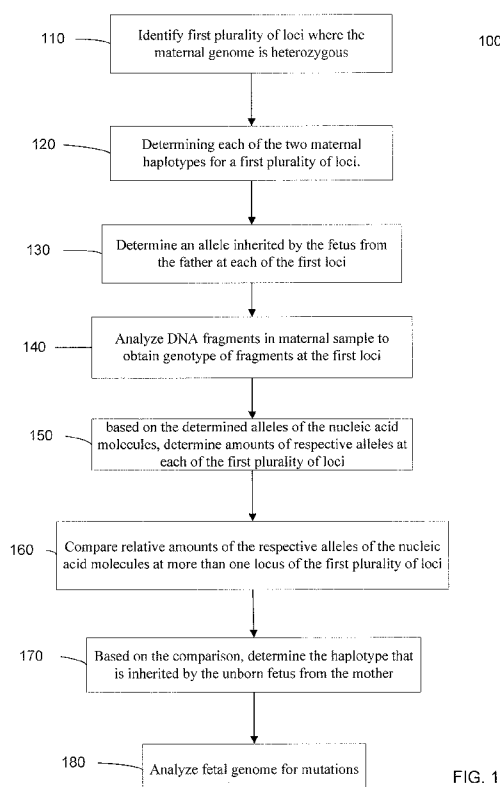 100
110
Identify first plurality of loci where the
maternal genome is heterozygous
120
Determining each of the two maternal
haplotypes for a first plurality of loci.
130
Determine an allele inherited by the fetus from
the father at each of the first loci
140
Analyze DNA fragments in maternal sample to
obtain genotype of fragments at the first loci
150
based on the determined alleles of the nucleic acid
molecules, determine amounts of respective alleles at
each of the first plurality of loci
160
Compare relative amounts of the respective alleles of the nucleic
acid molecules at more than one locus of the first plurality of loci
170
Based on the comparison, determine the haplotype that
is inherited by the unborn fetus from the mother
180
Analyze fetal genome for mutations
FIG. 1